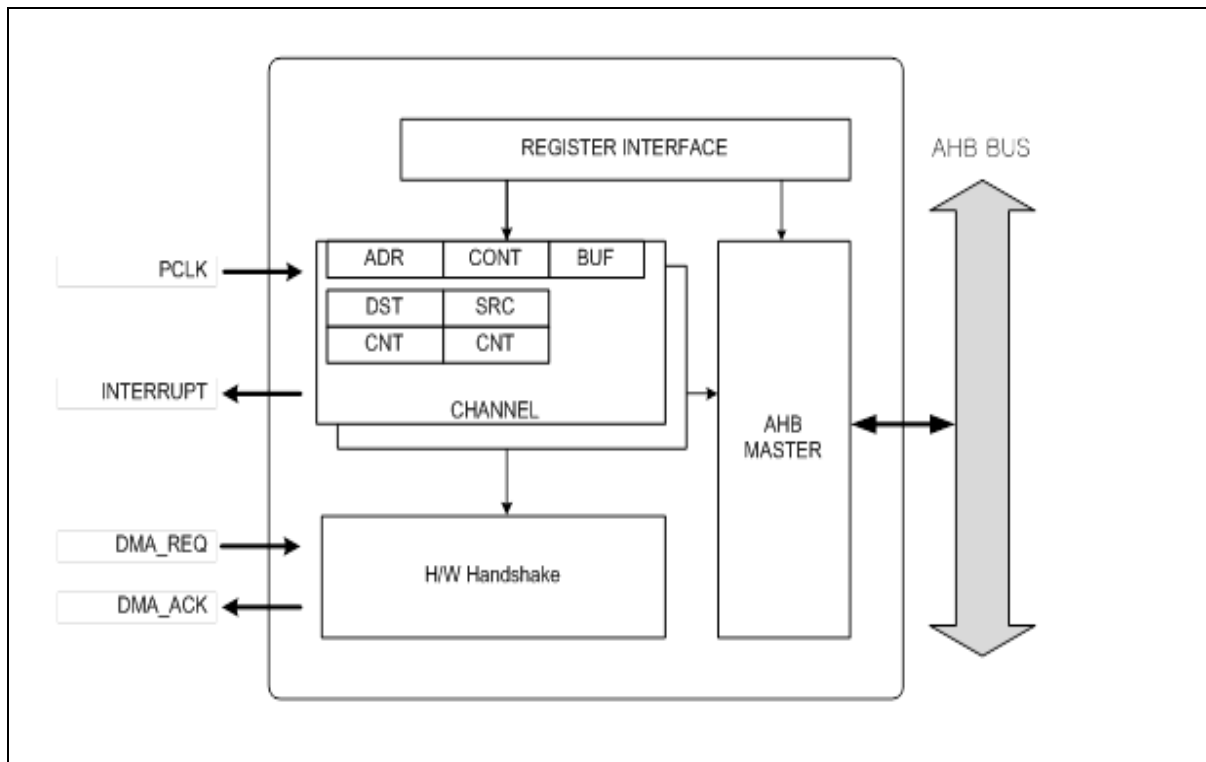 REGISTER INTERFACE
AHB BUS
PCLK
ADR
CONT
BUF
DST
SRC
CNT
CNT
INTERRUPT
CHANNEL
AHB
MASTER
DMA_REQ
H/W Handshake
DMA_ACK